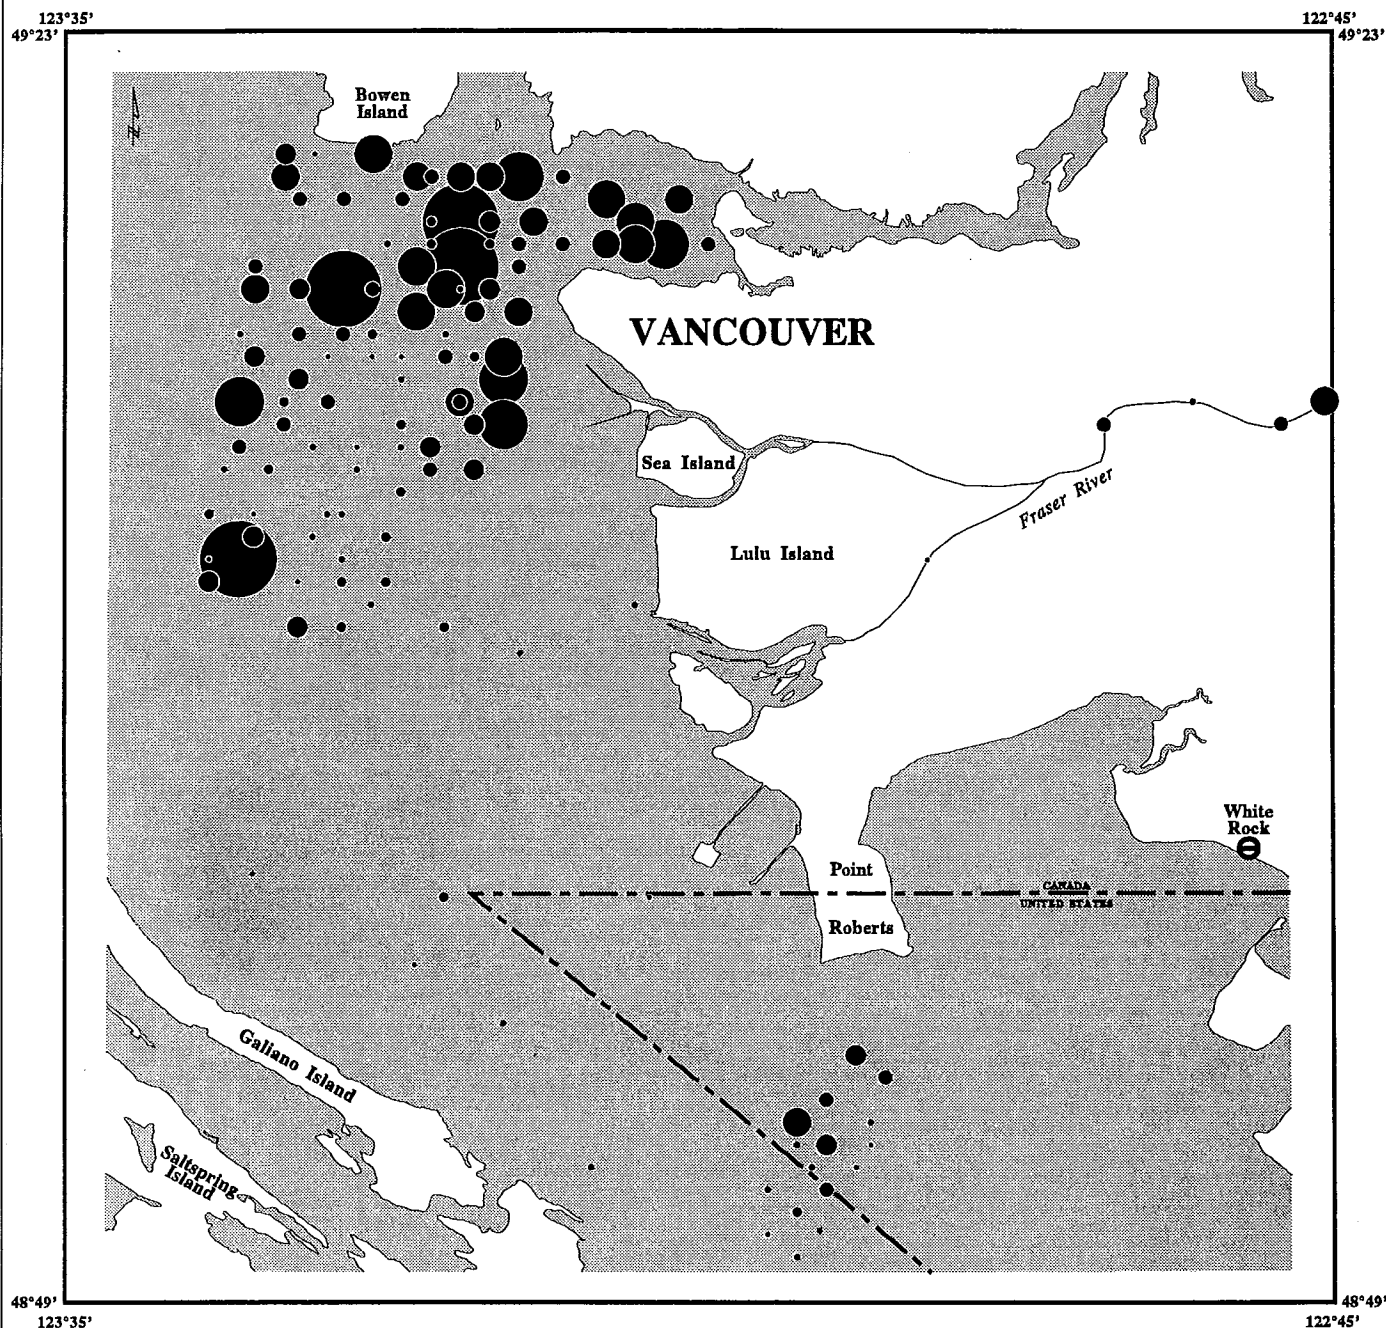 123°35'
122°45'
49°23'
49°23'
Bowen
Island
N
VANCOUVER
Sea Island
Fraser River
Lulu Island
White
Rock
Point
CANADA
UNITED STATES
Roberts
Galiano Island
Saltspring
Island
48°49'
48°49'
123°35'
122°45'